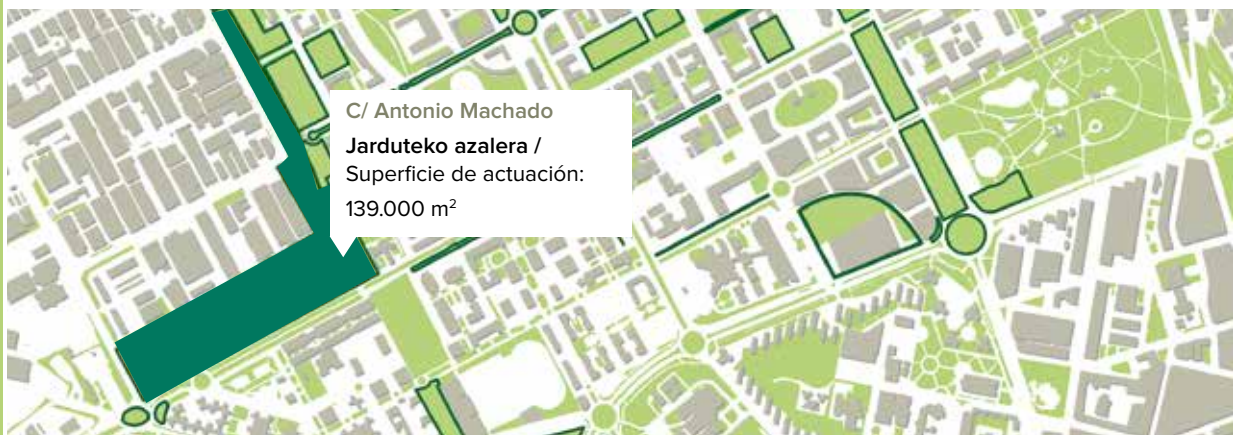 C/ Antonio Machado
Jarduteko azalera /
Superficie de actuación:
139.000 m²